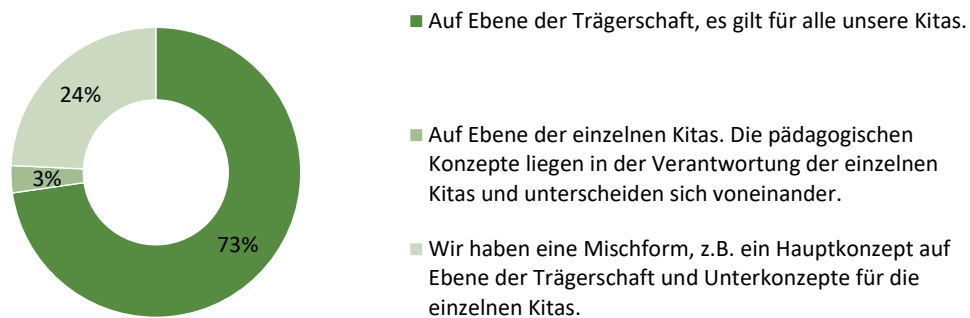 Auf Ebene der Trägerschaft, es gilt für alle unsere Kitas.
24%
3%
73%
Auf Ebene der einzelnen Kitas. Die pädagogischen
Konzepte liegen in der Verantwortung der einzelnen
Kitas und unterscheiden sich voneinander.
Wir haben eine Mischform, z.B. ein Hauptkonzept auf
Ebene der Trägerschaft und Unterkonzepte für die
einzelnen Kitas.